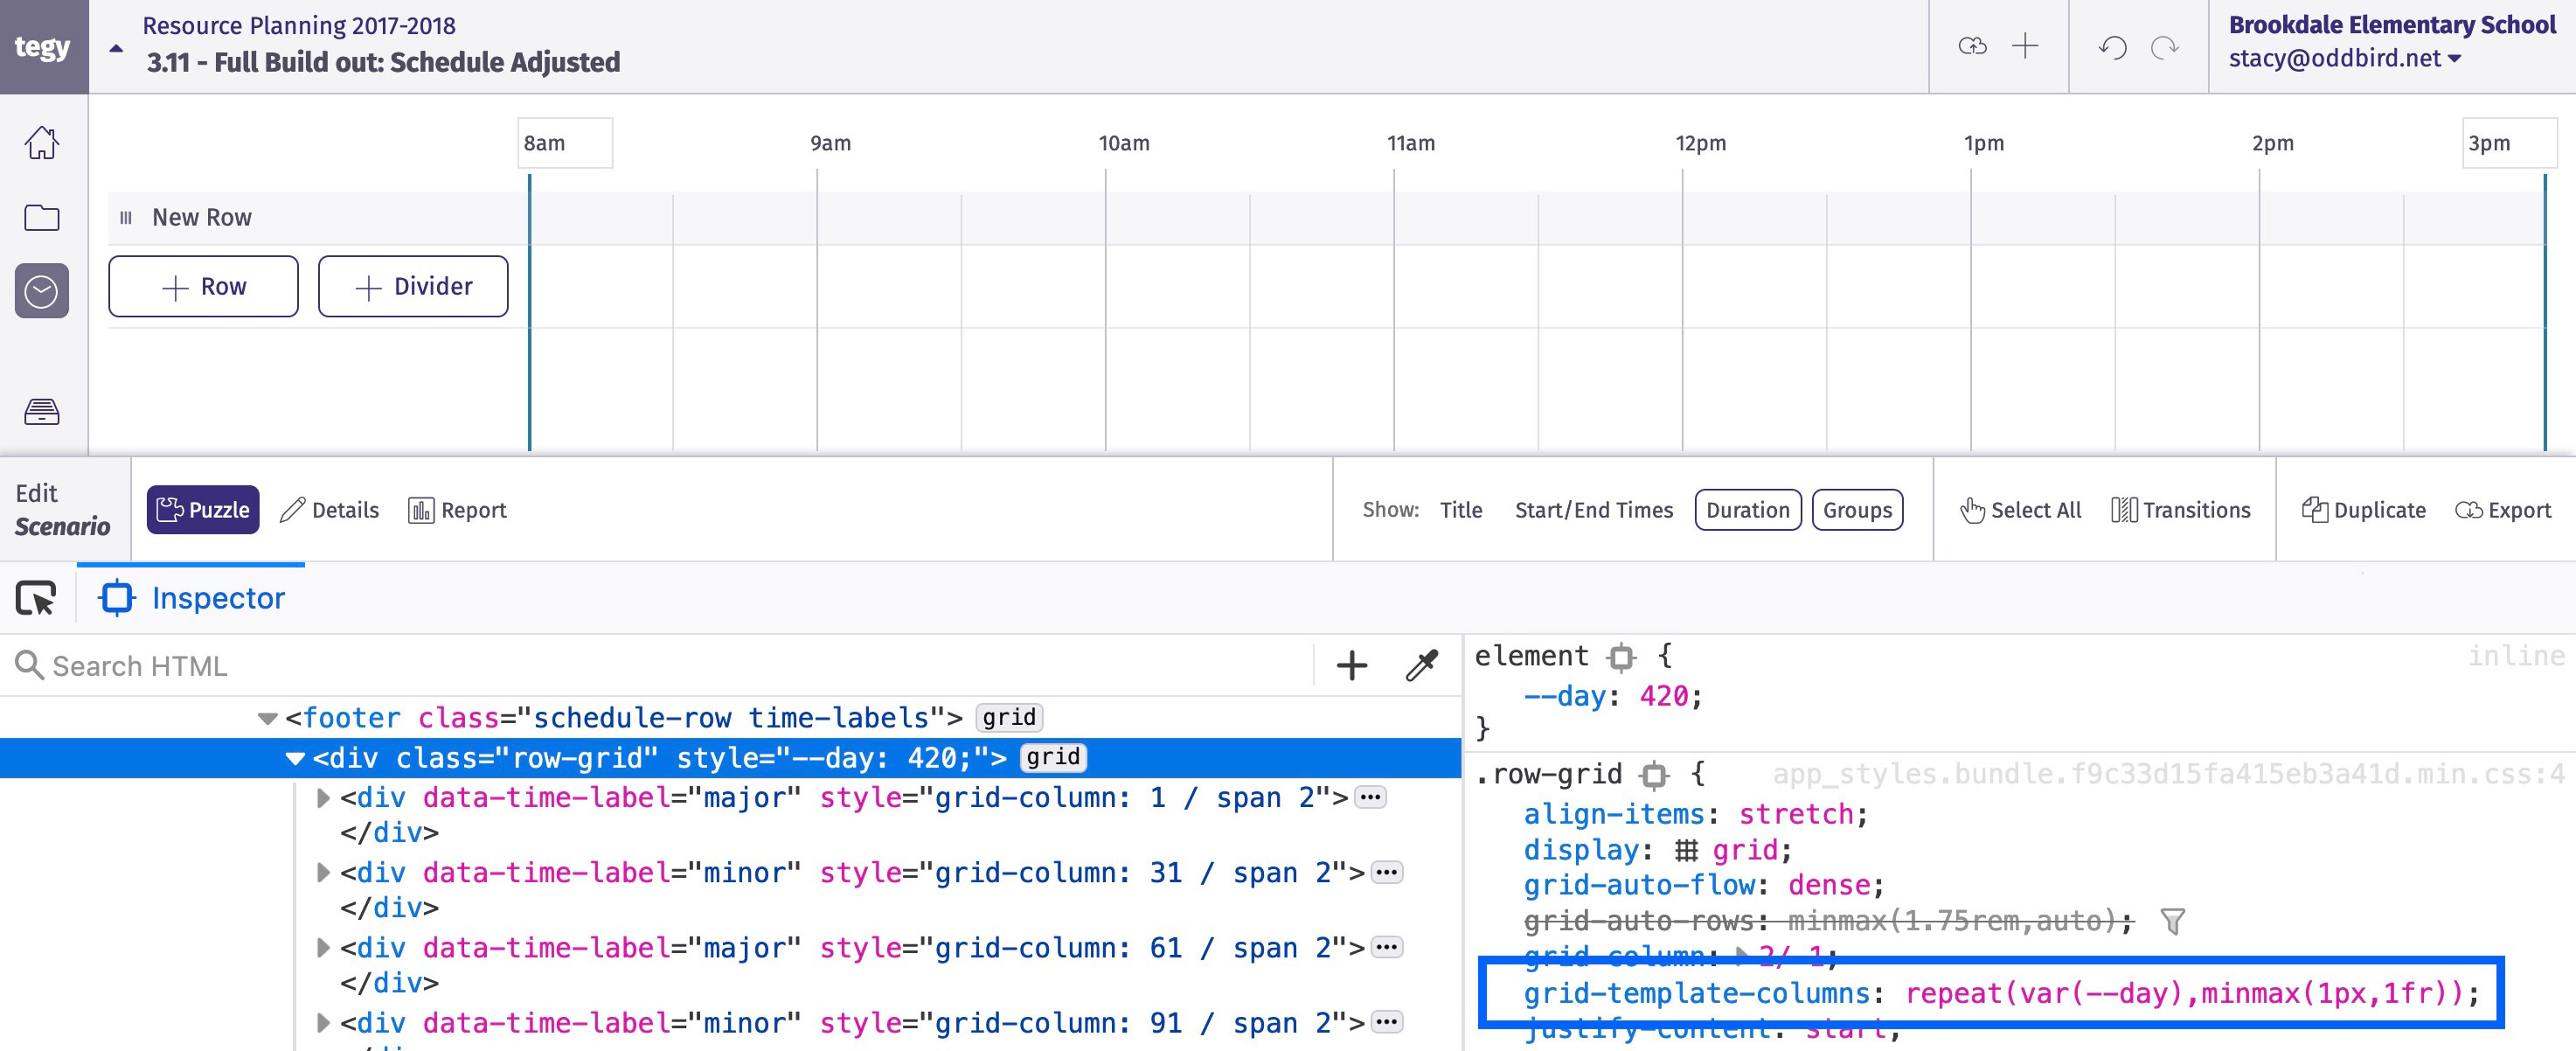 tegy
Resource Planning 2017-2018
3.11 - Full Build out: Schedule Adjusted
Brookdale Elementary School
stacy@oddbird.net
8am 9am 10am 11am 12pm 1pm 2pm 3pm
New Row
+ Row + Divider
Edit
Scenario
Puzzle Details Report Show: Title Start/End Times Duration Groups Select All Transitions Duplicate Export
Inspector
Search HTML
<footer class="schedule-row time-labels"> grid
<div class="row-grid" style="--day: 420;"> grid
<div data-time-label="major" style="grid-column: 1 / span 2"> ...
</div>
<div data-time-label="minor" style="grid-column: 31 / span 2"> ...
</div>
<div data-time-label="major" style="grid-column: 61 / span 2"> ...
</div>
<div data-time-label="minor" style="grid-column: 91 / span 2"> ...
element { inline
--day: 420;
}
.row-grid { app_styles.bundle.f9c33d15fa415eb3a41d.min.css:4
align-items: stretch;
display: grid;
grid-auto-flow: dense;
grid-auto-rows: minmax(1.75rem,auto);
grid-column: 2/-1;
grid-template-columns: repeat(var(--day),minmax(1px,1fr));
justify-content: start;